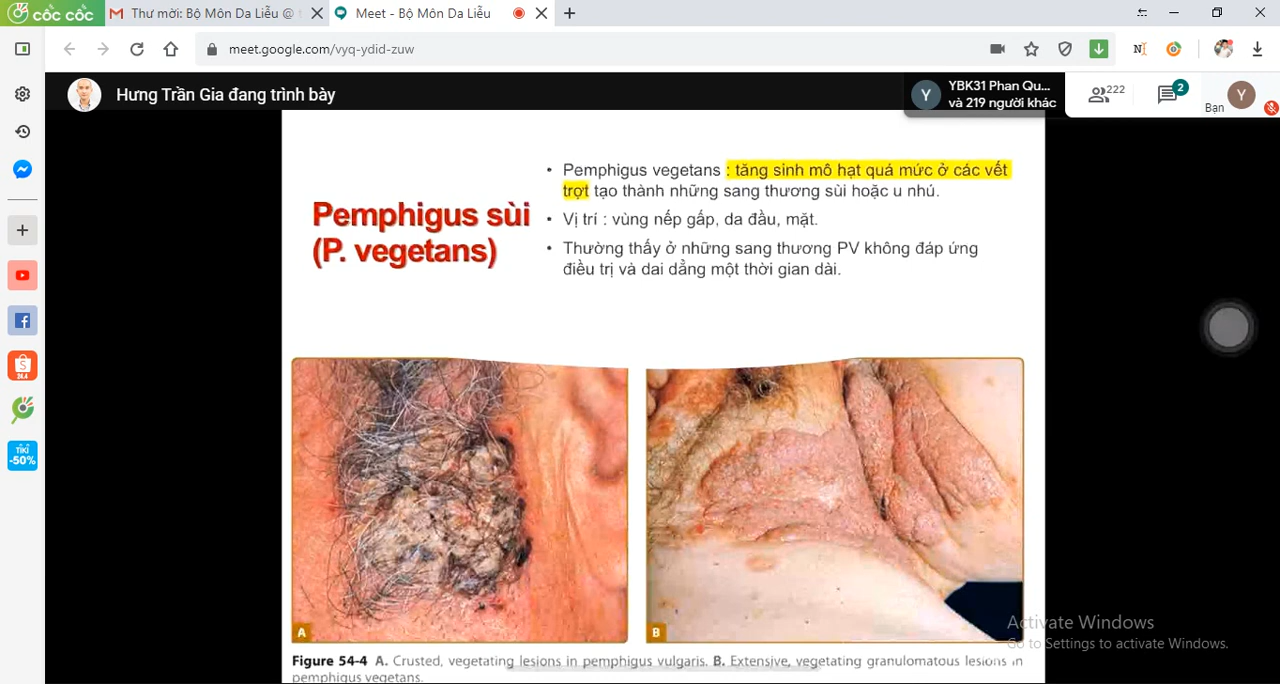 cốc cốc
Thư mời: Bộ Môn Da Liễu @
Meet - Bộ Môn Da Liễu
meet.google.com/vyq-ydid-zuw
Hưng Trần Gia đang trình bày
Y
YBK31 Phan Qu...
và 219 người khác
222
2
Bạn
Y
Pemphigus sùi
(P. vegetans)
• Pemphigus vegetans : tăng sinh mô hạt quá mức ở các vết
trợt tạo thành những sang thương sùi hoặc u nhú.
• Vị trí : vùng nếp gấp, da đầu, mặt.
• Thường thấy ở những sang thương PV không đáp ứng
điều trị và dai dẳng một thời gian dài.
TIKI
-50%
A
B
Activate Windows
Go to Settings to activate Windows.
Figure 54-4 A. Crusted, vegetating lesions in pemphigus vulgaris. B. Extensive, vegetating granulomatous lesions in
pemphigus vegetans.